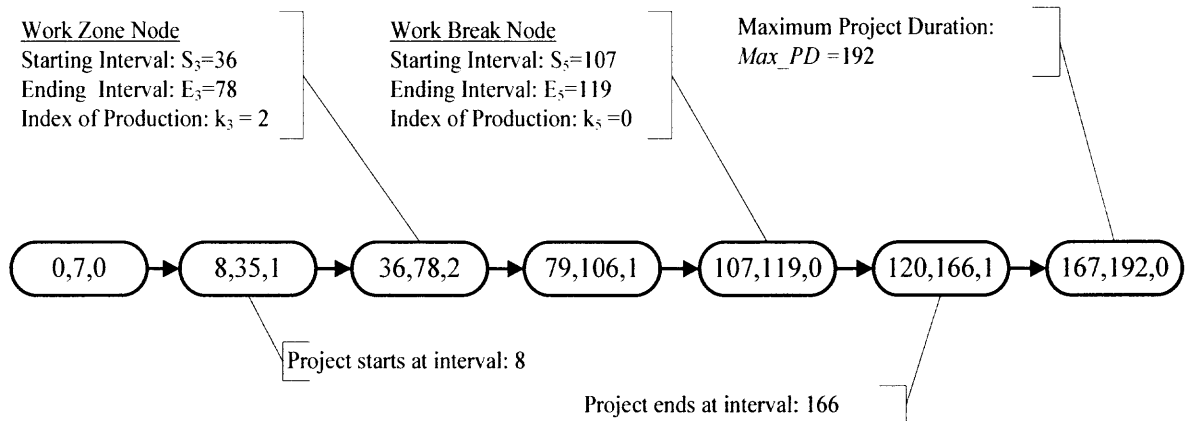 Work Zone Node
Starting Interval: S₃=36
Ending Interval: E₃=78
Index of Production: k₃ = 2
Work Break Node
Starting Interval: S₅=107
Ending Interval: E₅=119
Index of Production: k₅ =0
Maximum Project Duration:
Max_PD =192
0,7,0
8,35,1
36,78,2
79,106,1
107,119,0
120,166,1
167,192,0
Project starts at interval: 8
Project ends at interval: 166